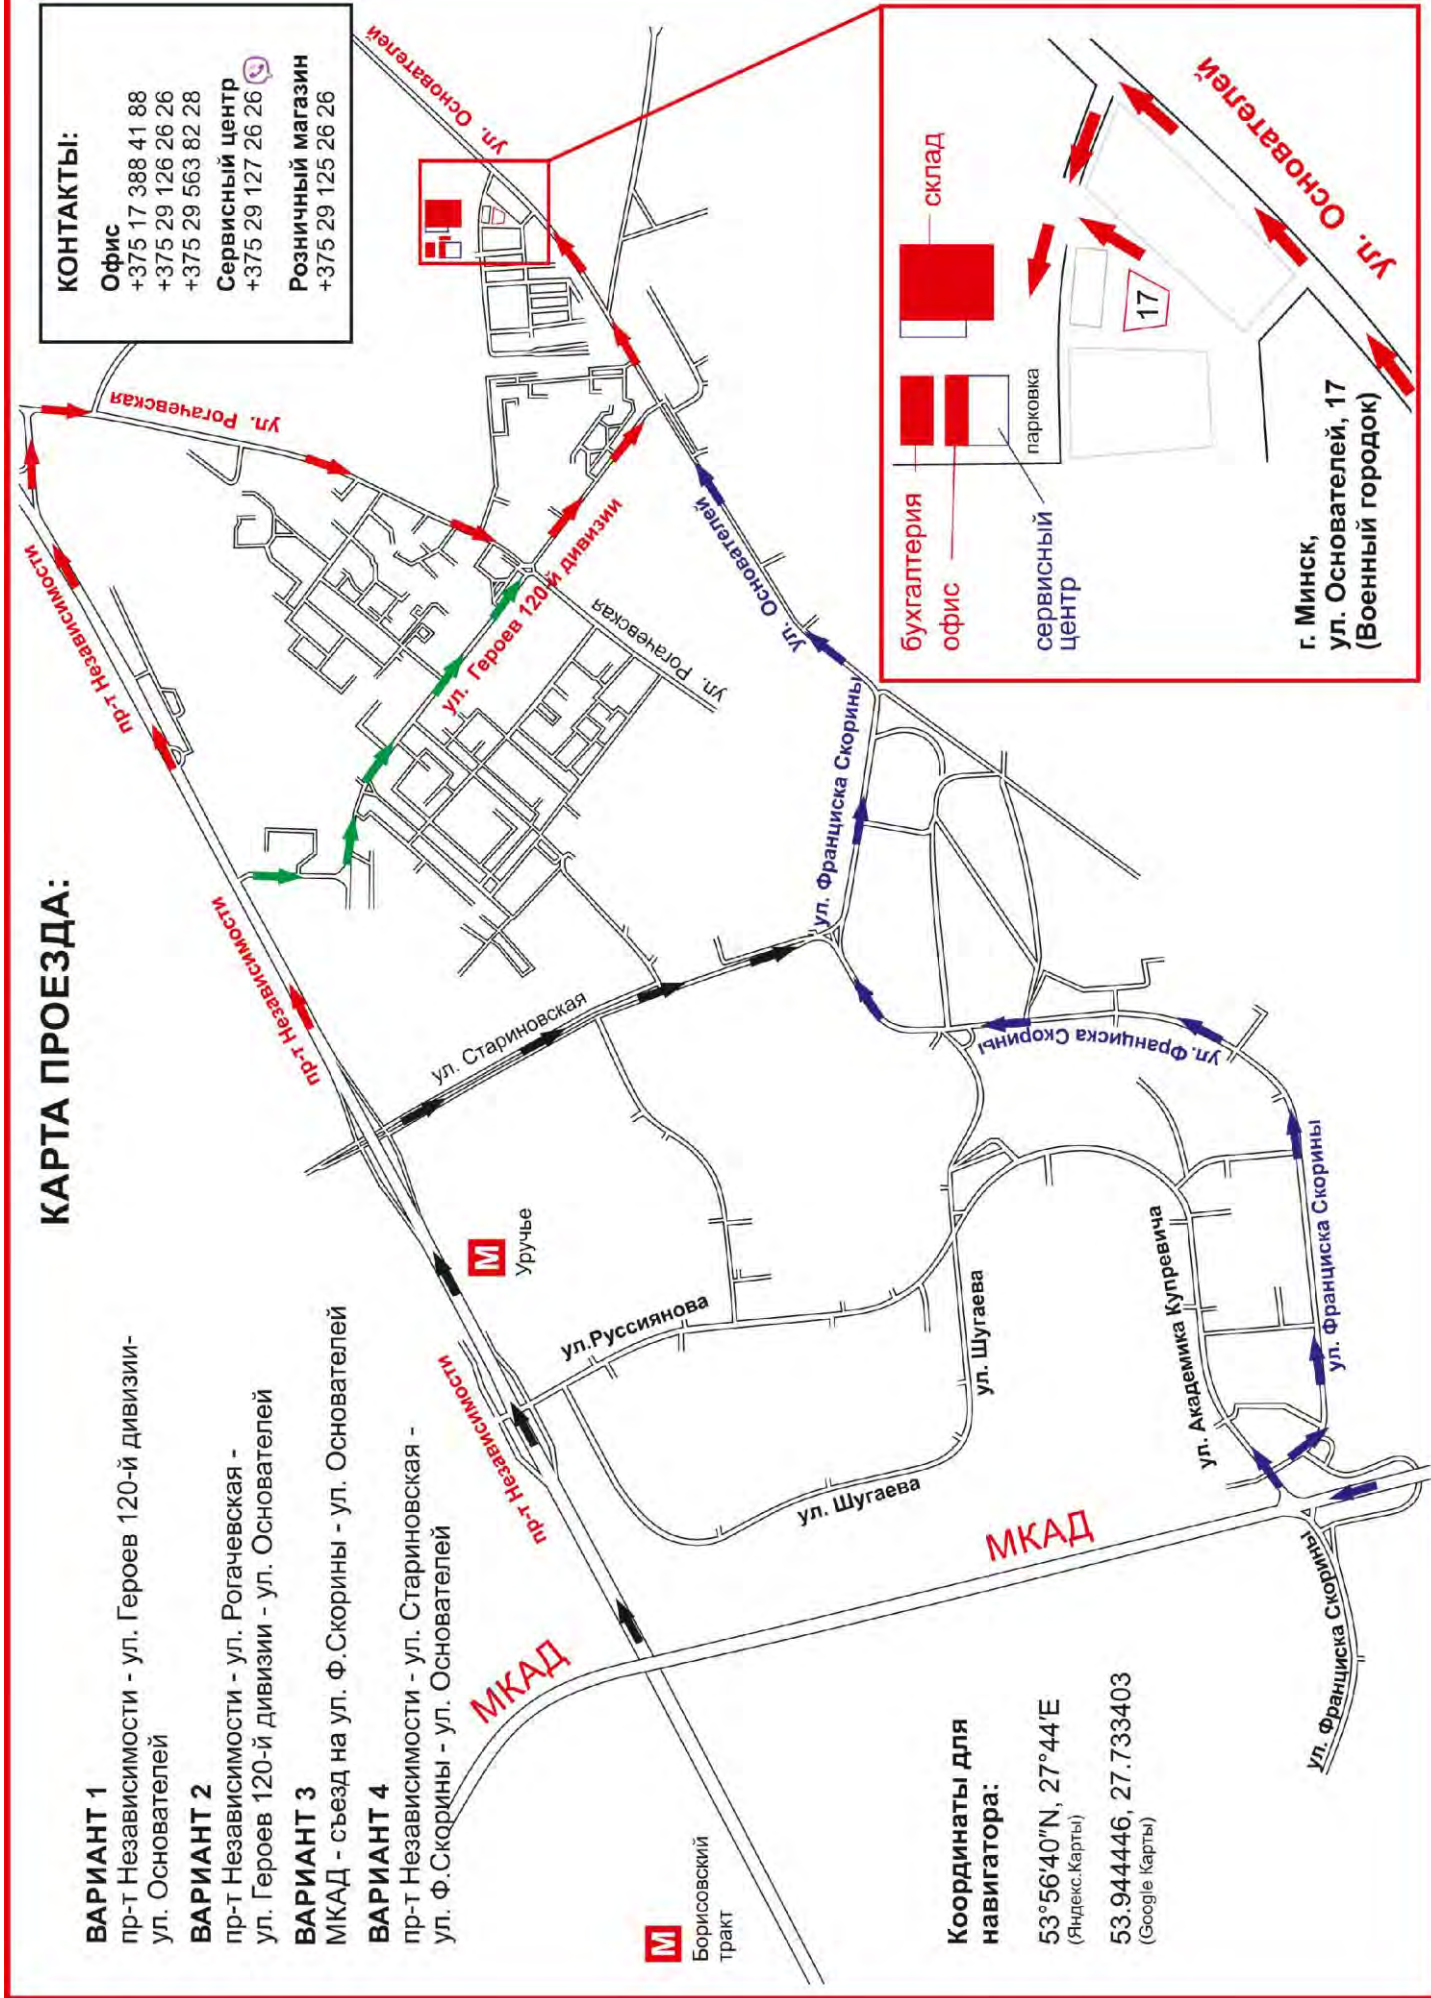 КАРТА ПРОЕЗДА:
ВАРИАНТ 1
пр-т Независимости - ул. Героев 120-й дивизии-
ул. Основателей
ВАРИАНТ 2
пр-т Независимости - ул. Рогачевская -
ул. Героев 120-й дивизии - ул. Основателей
ВАРИАНТ 3
МКАД - съезд на ул. Ф.Скорины - ул. Основателей
ВАРИАНТ 4
пр-т Независимости - ул. Стариновская -
ул. Ф.Скорины - ул. Основателей
КОНТАКТЫ:
Офис
+375 17 388 41 88
+375 29 126 26 26
+375 29 563 82 28
Сервисный центр
+375 29 127 26 26
Розничный магазин
+375 29 125 26 26
пр-т Независимости
пр-т Независимости
пр-т Независимости
пр-т Независимости
ул. Рогачевская
ул. Основателей
ул. Героев 120-й дивизии
ул. Рогачевская
ул. Основателей
ул. Стариновская
ул. Франциска Скорины
ул. Франциска Скорины
ул. Франциска Скорины
ул. Франциска Скорины
М
Уручье
ул.Руссиянова
ул. Шугаева
ул. Шугаева
ул. Академика Купревича
МКАД
МКАД
М
Борисовский
тракт
Координаты для
навигатора:
53°56'40"N, 27°44'E
(Яндекс.Карты)
53.944446, 27.733403
(Google Карты)
бухгалтерия
офис
сервисный
центр
склад
парковка
17
ул. Основателей
г. Минск,
ул. Основателей, 17
(Военный городок)